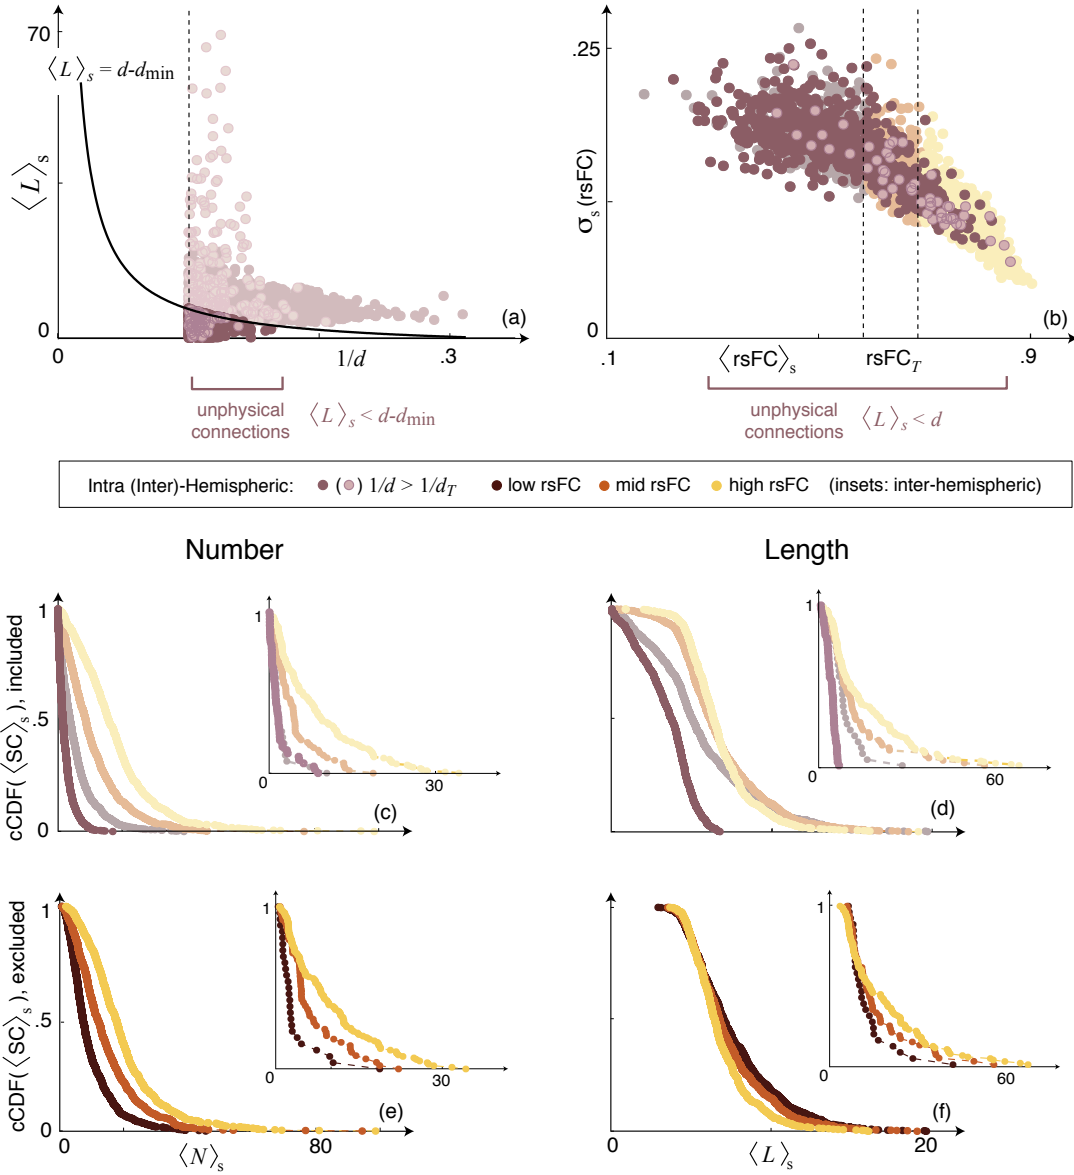 70
⟨L⟩s = d-dmin
⟨L⟩s
0
(a)
0
1/d
.3
unphysical
connections
⟨L⟩s < d-dmin
.25
σs (rsFC)
0
(b)
.1
⟨rsFC⟩s
rsFCT
.9
unphysical
connections
⟨L⟩s < d
Intra (Inter)-Hemispheric: ( ) 1/d > 1/dT low rsFC mid rsFC high rsFC (insets: inter-hemispheric)
Number
Length
cCDF(⟨SC⟩s), included
1
.5
0
1
0
30
(c)
1
0
60
(d)
cCDF(⟨SC⟩s), excluded
1
.5
0
1
0
30
(e)
0
⟨N⟩s
80
1
0
60
(f)
0
⟨L⟩s
20